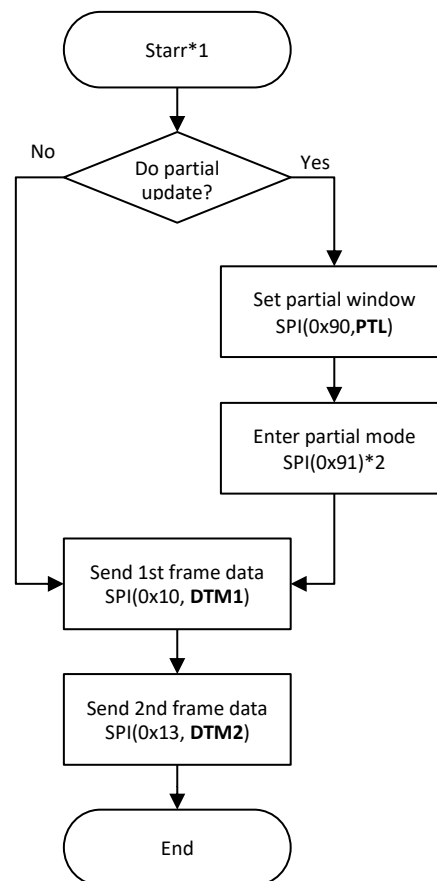 Starr*1
No
Yes
Do partial
update?
Set partial window
SPI(0x90,PTL)
Enter partial mode
SPI(0x91)*2
Send 1st frame data
SPI(0x10, DTM1)
Send 2nd frame data
SPI(0x13, DTM2)
End